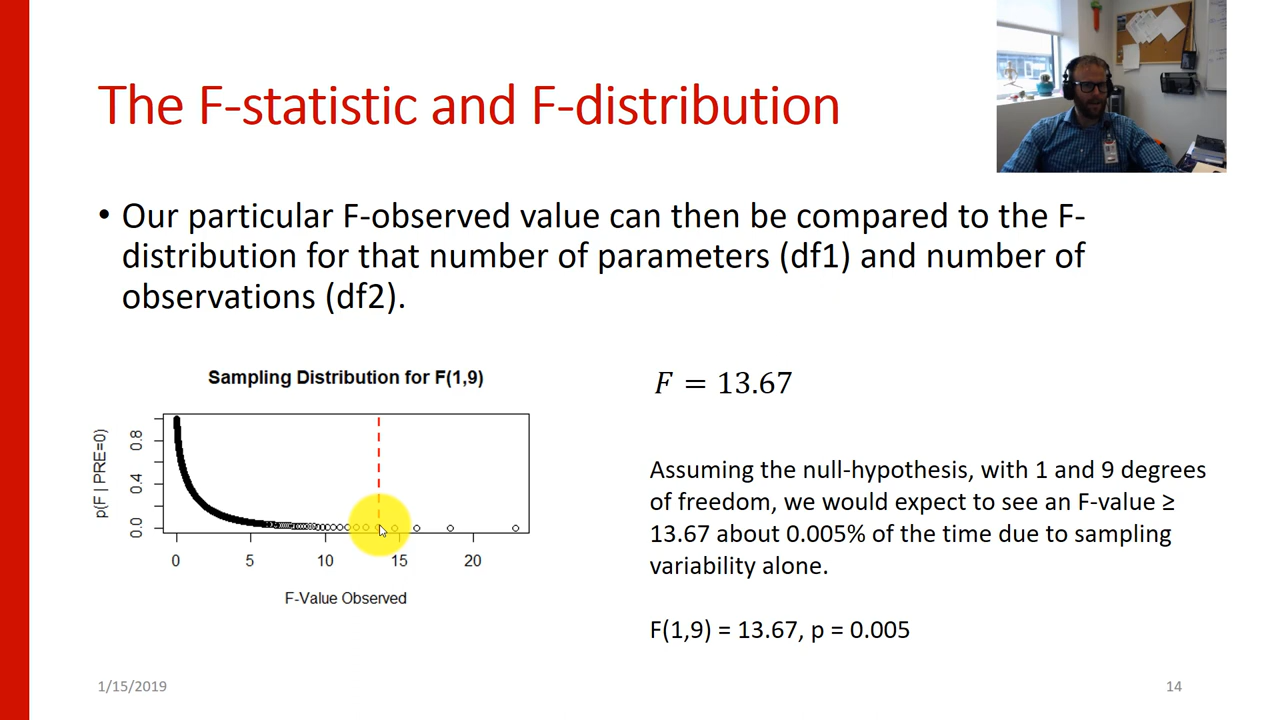 The F-statistic and F-distribution
• Our particular F-observed value can then be compared to the F-
distribution for that number of parameters (df1) and number of
observations (df2).
Sampling Distribution for F(1,9)
p(F | PRE=0)
0.8
0.4
0.0
0 5 10 15 20
F-Value Observed
F = 13.67
Assuming the null-hypothesis, with 1 and 9 degrees
of freedom, we would expect to see an F-value ≥
13.67 about 0.005% of the time due to sampling
variability alone.
F(1,9) = 13.67, p = 0.005
1/15/2019
14